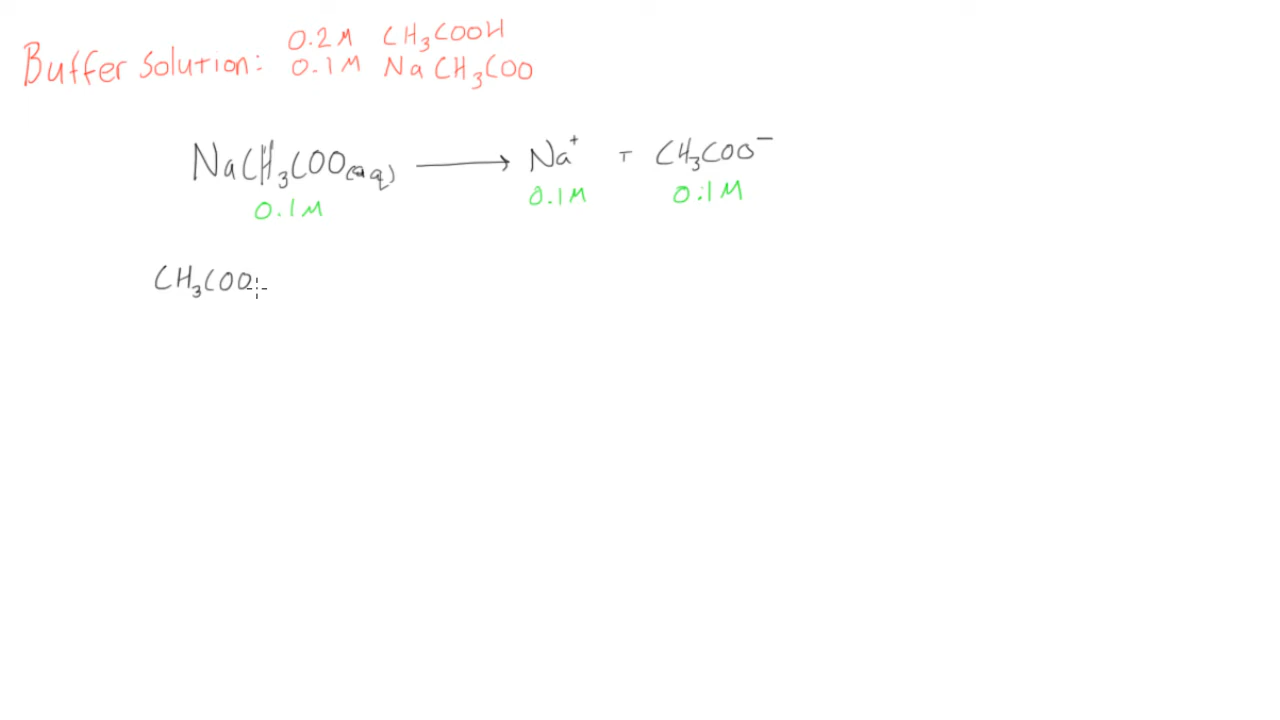 Buffer Solution: 0.2M CH₃COOH
0.1M NaCH₃COO
NaCH₃COO(aq) ⟶ Na⁺ + CH₃COO⁻
0.1M 0.1M 0.1M
CH₃COO